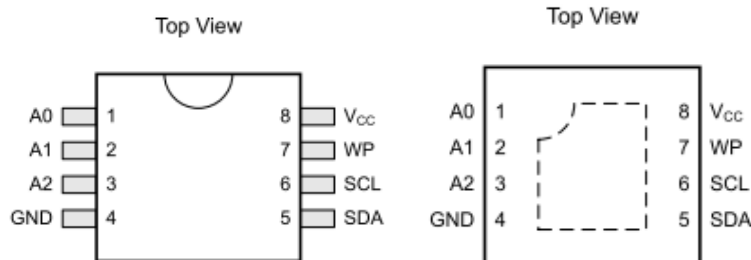 Top View
A0 1 8 VCC
A1 2 7 WP
A2 3 6 SCL
GND 4 5 SDA
Top View
A0 1 8 VCC
A1 2 7 WP
A2 3 6 SCL
GND 4 5 SDA